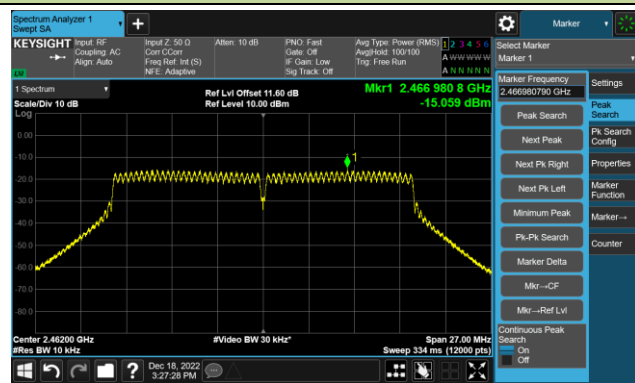 Spectrum Analyzer 1
Swept SA
+
Marker
KEYSIGHT
Input: RF
Coupling: AC
Align: Auto
Input Z: 50 Ω
Corr CCorr
Freq Ref: Int (S)
NFE: Adaptive
Atten: 10 dB
PNO: Fast
Gate: Off
IF Gain: Low
Sig Track: Off
Avg Type: Power (RMS)
Avg|Hold: 100/100
Trig: Free Run
1 2 3 4 5 6
A W W W W W
A N N N N N
Select Marker
Marker 1
1 Spectrum
Scale/Div 10 dB
Log
Ref Lvl Offset 11.60 dB
Ref Level 10.00 dBm
Mkr1 2.466 980 8 GHz
-15.059 dBm
0.00
-10.0
-20.0
-30.0
-40.0
-50.0
-60.0
-70.0
-80.0
1
Center 2.46200 GHz
#Res BW 10 kHz
#Video BW 30 kHz*
Span 27.00 MHz
Sweep 334 ms (12000 pts)
Marker Frequency
2.466980790 GHz
Peak Search
Next Peak
Next Pk Right
Next Pk Left
Minimum Peak
Pk-Pk Search
Marker Delta
Mkr→CF
Mkr→Ref Lvl
Continuous Peak
Search
On
Off
Settings
Peak
Search
Pk Search
Config
Properties
Marker
Function
Marker→
Counter
?
Dec 18, 2022
3:27:28 PM